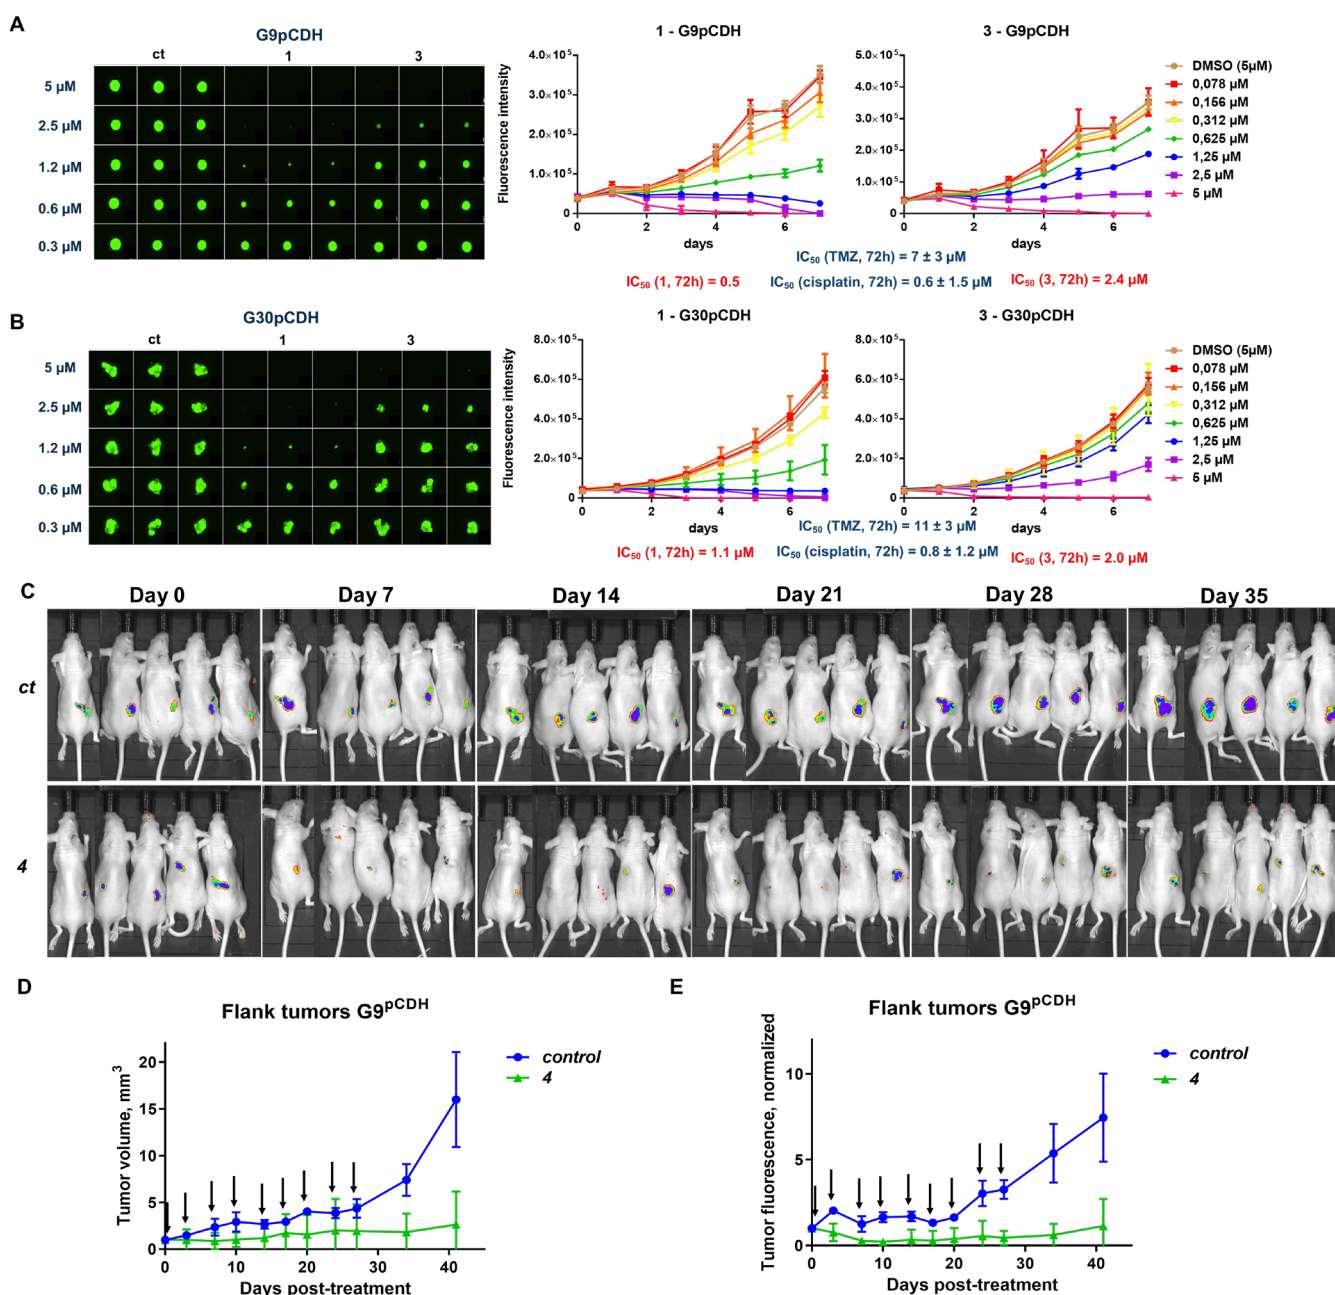 A
G9pCDH
ct 1 3
5 µM
2.5 µM
1.2 µM
0.6 µM
0.3 µM
1 - G9pCDH
Fluorescence intensity
4.0×10⁵
3.0×10⁵
2.0×10⁵
1.0×10⁵
0
0 2 4 6
days
3 - G9pCDH
5.0×10⁵
4.0×10⁵
3.0×10⁵
2.0×10⁵
1.0×10⁵
0
0 2 4 6
days
DMSO (5µM)
0,078 µM
0,156 µM
0,312 µM
0,625 µM
1,25 µM
2,5 µM
5 µM
IC₅₀ (TMZ, 72h) = 7 ± 3 µM
IC₅₀ (1, 72h) = 0.5
IC₅₀ (cisplatin, 72h) = 0.6 ± 1.5 µM
IC₅₀ (3, 72h) = 2.4 µM
B
G30pCDH
ct 1 3
5 µM
2.5 µM
1.2 µM
0.6 µM
0.3 µM
1 - G30pCDH
Fluorescence intensity
8.0×10⁵
6.0×10⁵
4.0×10⁵
2.0×10⁵
0
0 2 4 6
days
3 - G30pCDH
8.0×10⁵
6.0×10⁵
4.0×10⁵
2.0×10⁵
0
0 2 4 6
days
DMSO (5µM)
0,078 µM
0,156 µM
0,312 µM
0,625 µM
1,25 µM
2,5 µM
5 µM
IC₅₀ (TMZ, 72h) = 11 ± 3 µM
IC₅₀ (1, 72h) = 1.1 µM
IC₅₀ (cisplatin, 72h) = 0.8 ± 1.2 µM
IC₅₀ (3, 72h) = 2.0 µM
C
Day 0 Day 7 Day 14 Day 21 Day 28 Day 35
ct
4
D
Flank tumors G9ᵖCDH
Tumor volume, mm³
20
15
10
5
0
0 10 20 30 40
Days post-treatment
control
4
E
Flank tumors G9ᵖCDH
Tumor fluorescence, normalized
10
5
0
0 10 20 30 40
Days post-treatment
control
4